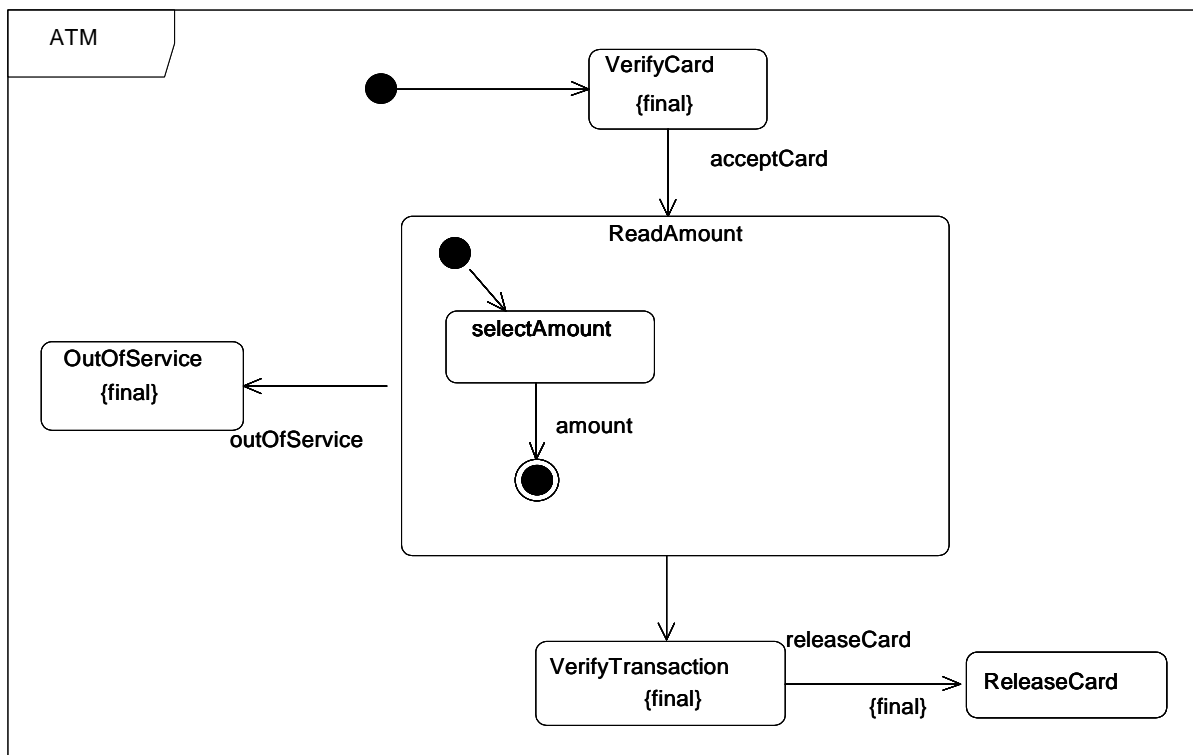 ATM
VerifyCard
{final}
acceptCard
ReadAmount
selectAmount
amount
OutOfService
{final}
outOfService
releaseCard
VerifyTransaction
{final}
{final}
ReleaseCard